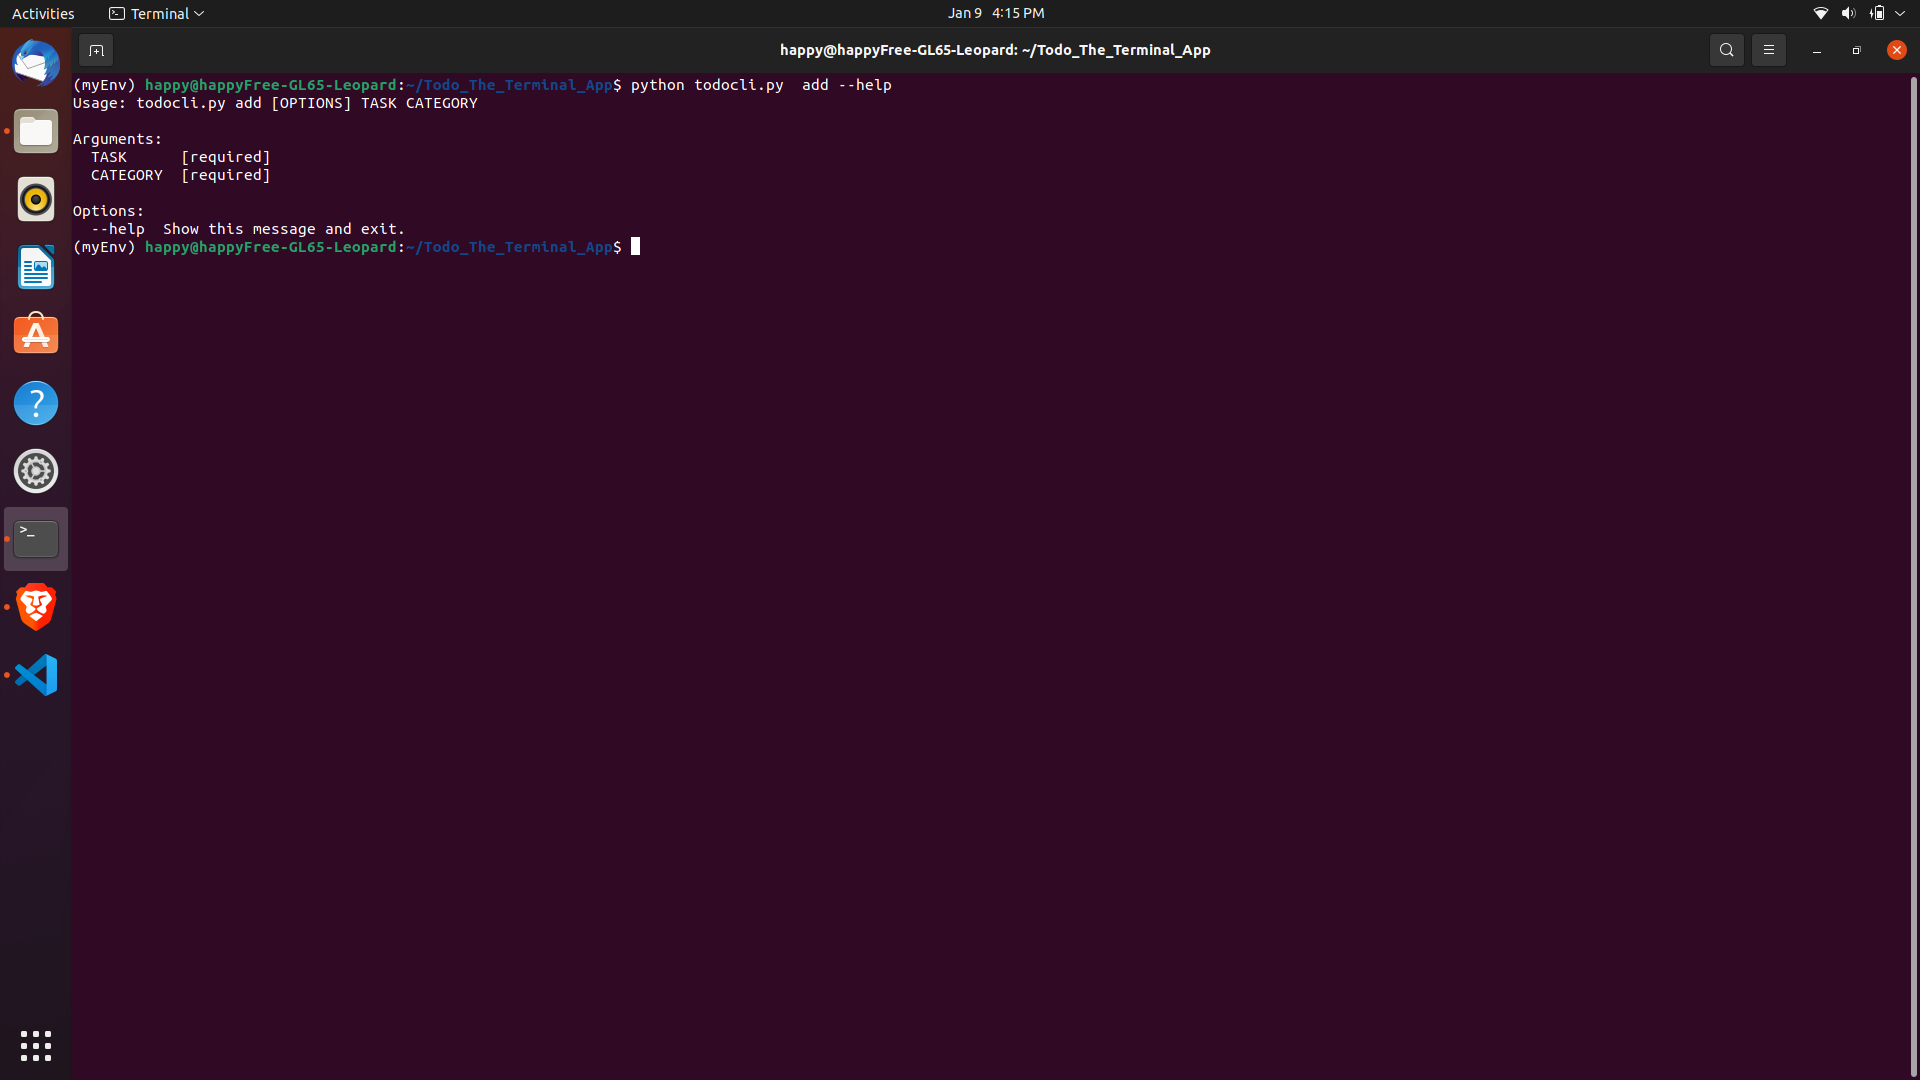 Activities Terminal Jan 9 4:15 PM
happy@happyFree-GL65-Leopard: ~/Todo_The_Terminal_App
(myEnv) happy@happyFree-GL65-Leopard:~/Todo_The_Terminal_App$ python todocli.py  add --help
Usage: todocli.py add [OPTIONS] TASK CATEGORY
Arguments:
  TASK      [required]
  CATEGORY  [required]
Options:
  --help  Show this message and exit.
(myEnv) happy@happyFree-GL65-Leopard:~/Todo_The_Terminal_App$